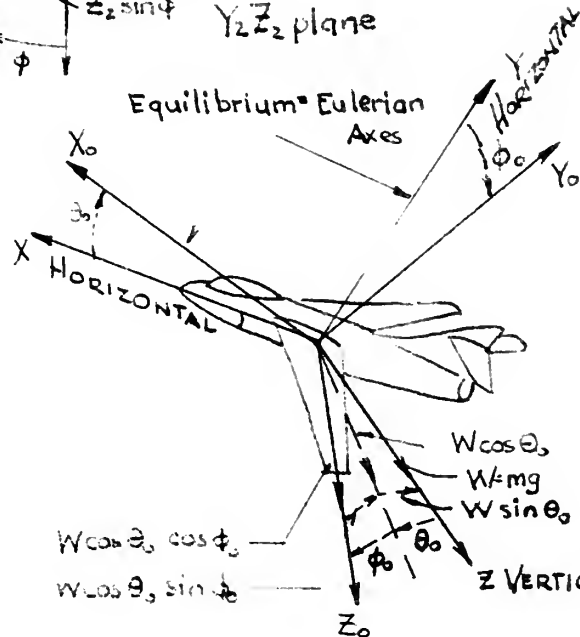 Z₂ sinφ
Y₂Z₂ plane
φ
Equilibrium = Eulerian
Axes
Y
HORIZONTAL
φ₀
X₀
Y₀
θ₀
X
HORIZONTAL
W cos θ₀
W=mg
W sin θ₀
W cos θ₀ cos φ₀
W cos θ₀ sin φ₀
φ₀
θ₀
Z VERTIC
Z₀